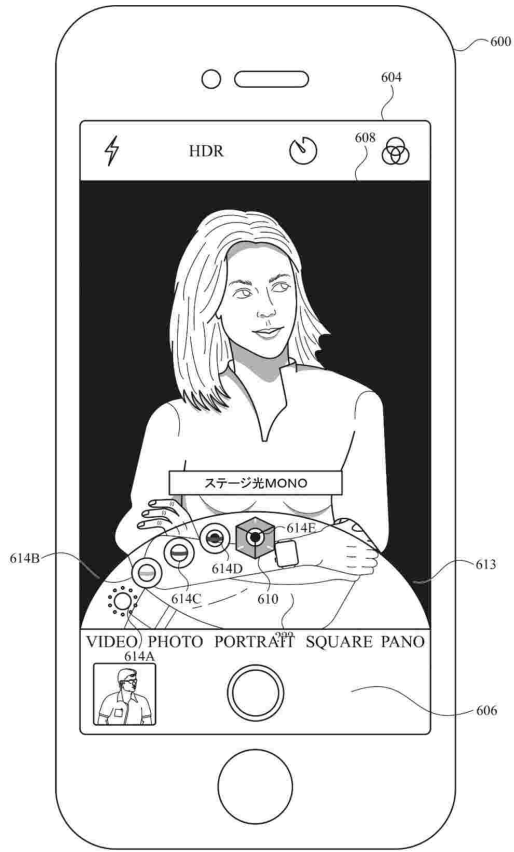 600
604
HDR
608
ステージ光MONO
614E
614B
614D
613
614C
610
VIDEO PHOTO PORTRAIT SQUARE PANO
614A
606